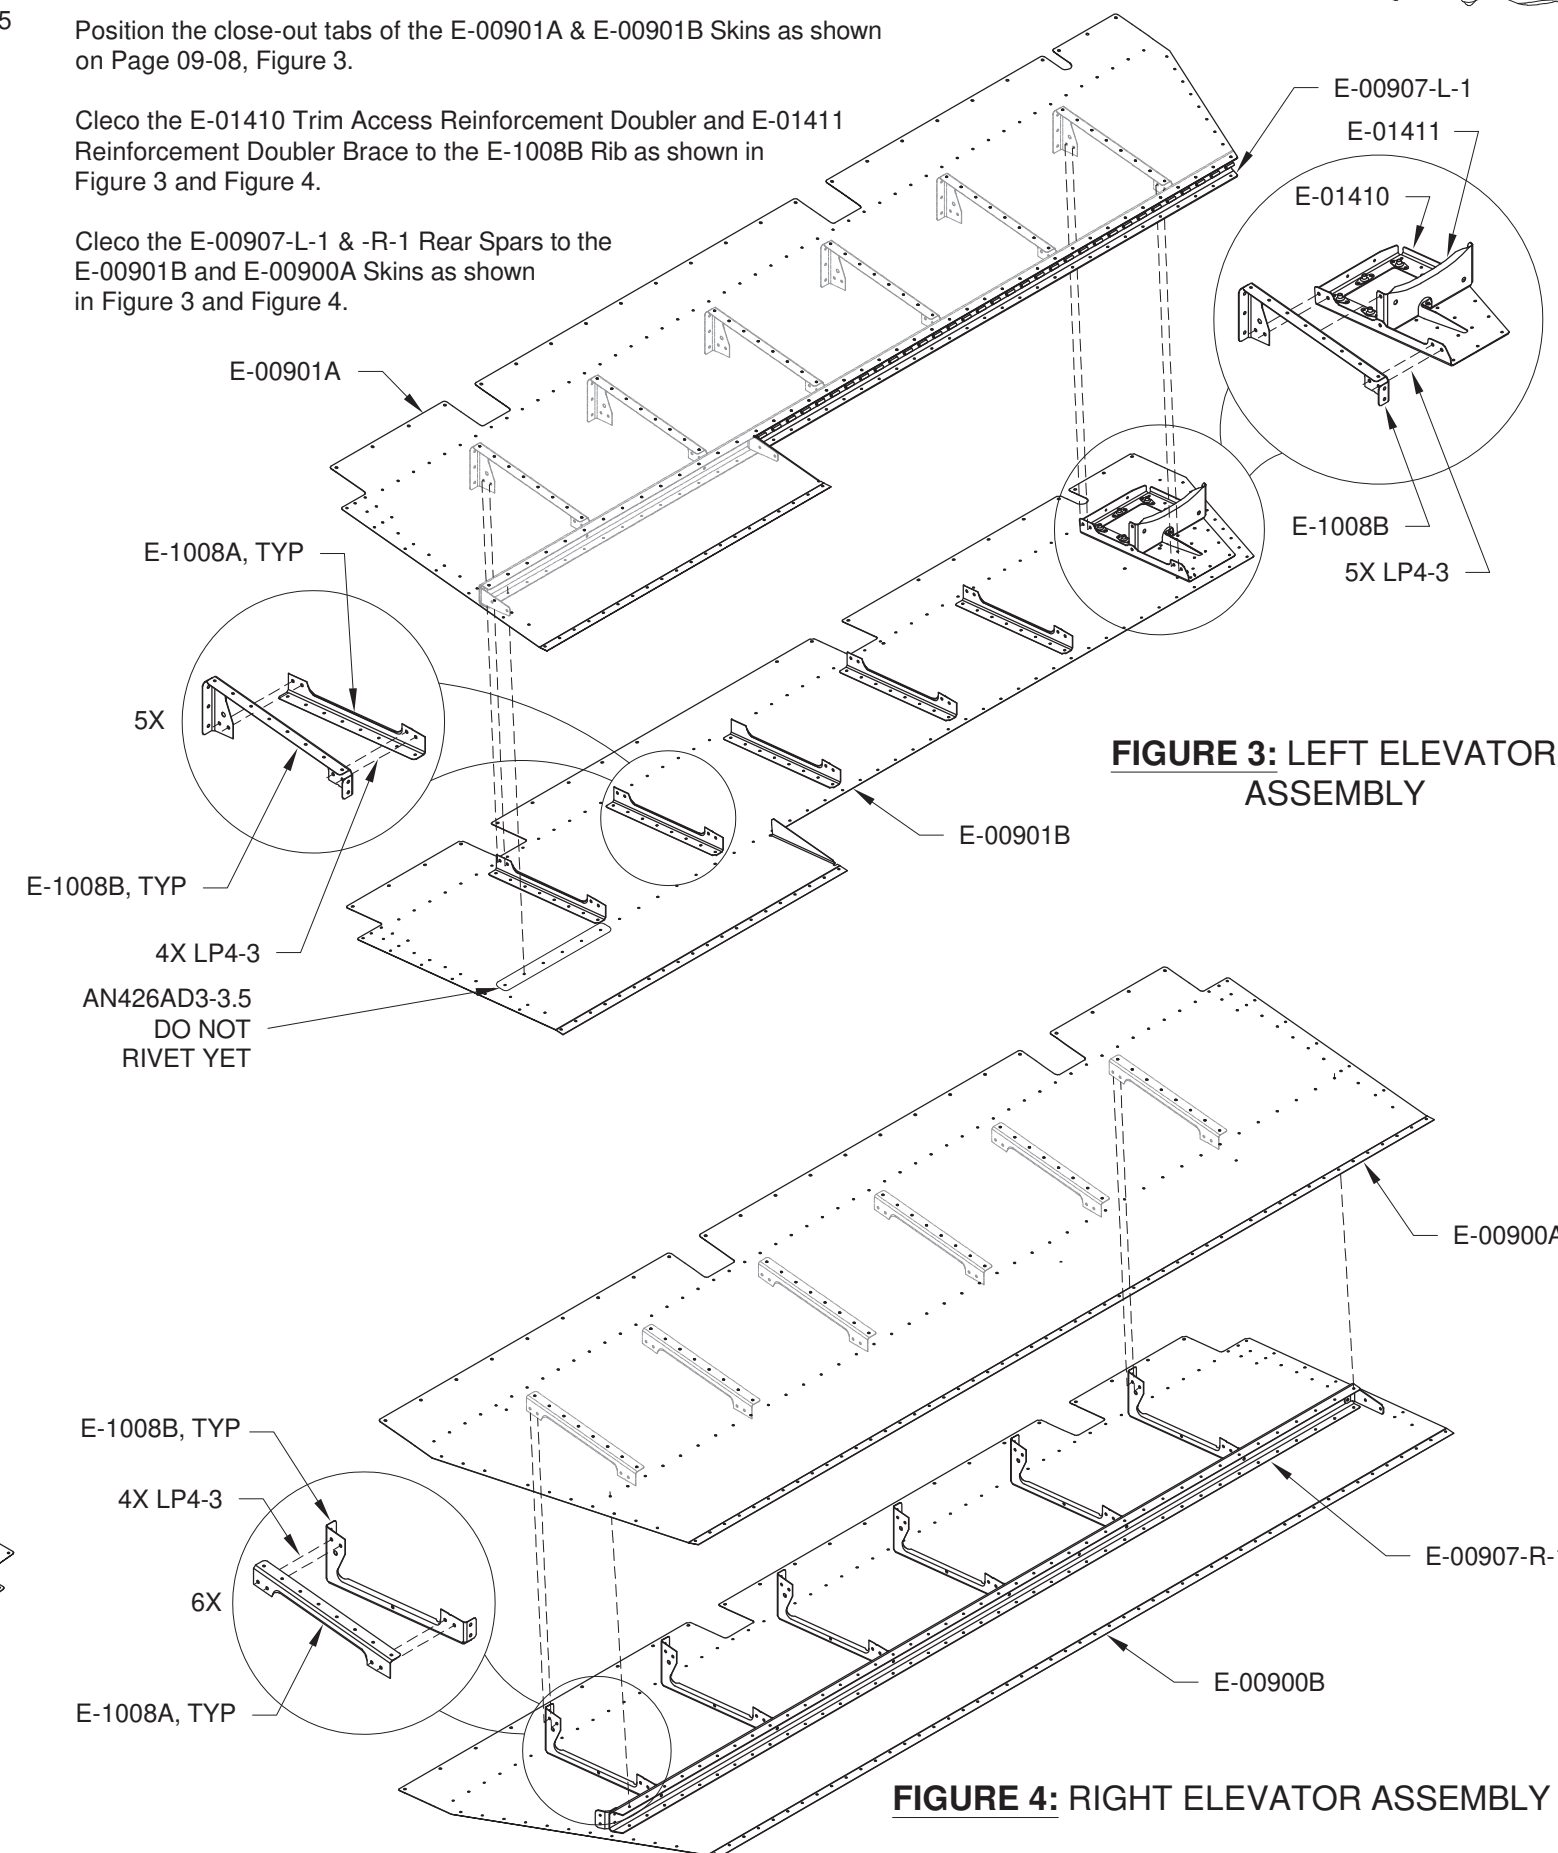 5
Position the close-out tabs of the E-00901A & E-00901B Skins as shown
on Page 09-08, Figure 3.
Cleco the E-01410 Trim Access Reinforcement Doubler and E-01411
Reinforcement Doubler Brace to the E-1008B Rib as shown in
Figure 3 and Figure 4.
Cleco the E-00907-L-1 & -R-1 Rear Spars to the
E-00901B and E-00900A Skins as shown
in Figure 3 and Figure 4.
E-00907-L-1
E-01411
E-01410
E-00901A
E-1008B
5X LP4-3
E-1008A, TYP
5X
E-1008B, TYP
4X LP4-3
AN426AD3-3.5
DO NOT
RIVET YET
E-00901B
FIGURE 3: LEFT ELEVATOR
ASSEMBLY
E-00900A
E-1008B, TYP
4X LP4-3
6X
E-1008A, TYP
E-00907-R-
E-00900B
FIGURE 4: RIGHT ELEVATOR ASSEMBLY